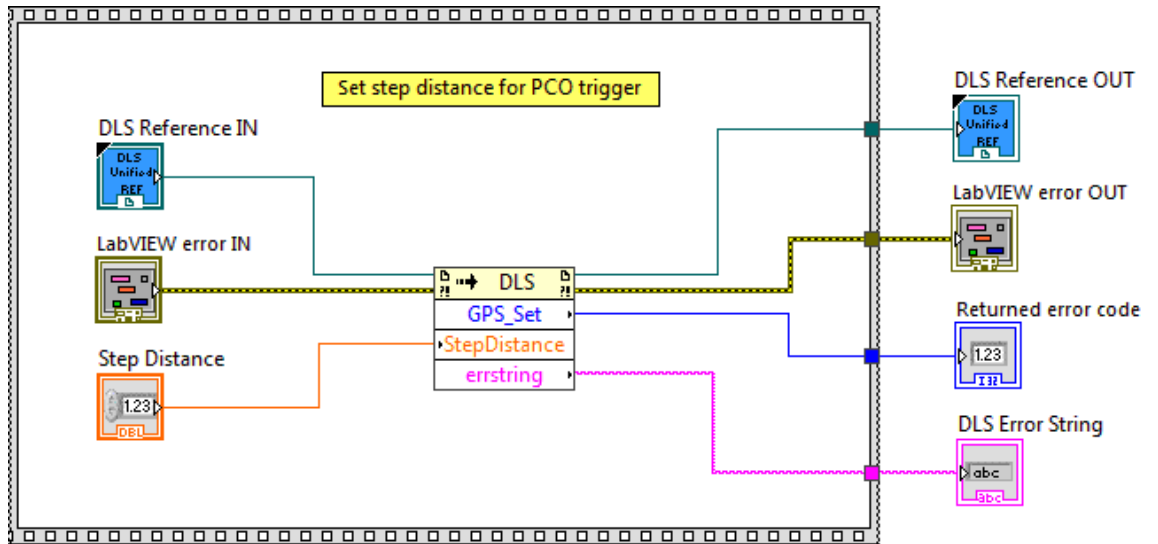 Set step distance for PCO trigger
DLS Reference IN
DLS
Unified
REF
LabVIEW error IN
Step Distance
1.23
DBL
?! DLS ?!
GPS_Set
StepDistance
errstring
DLS Reference OUT
DLS
Unified
REF
LabVIEW error OUT
Returned error code
1.23
I32
DLS Error String
abc
abc